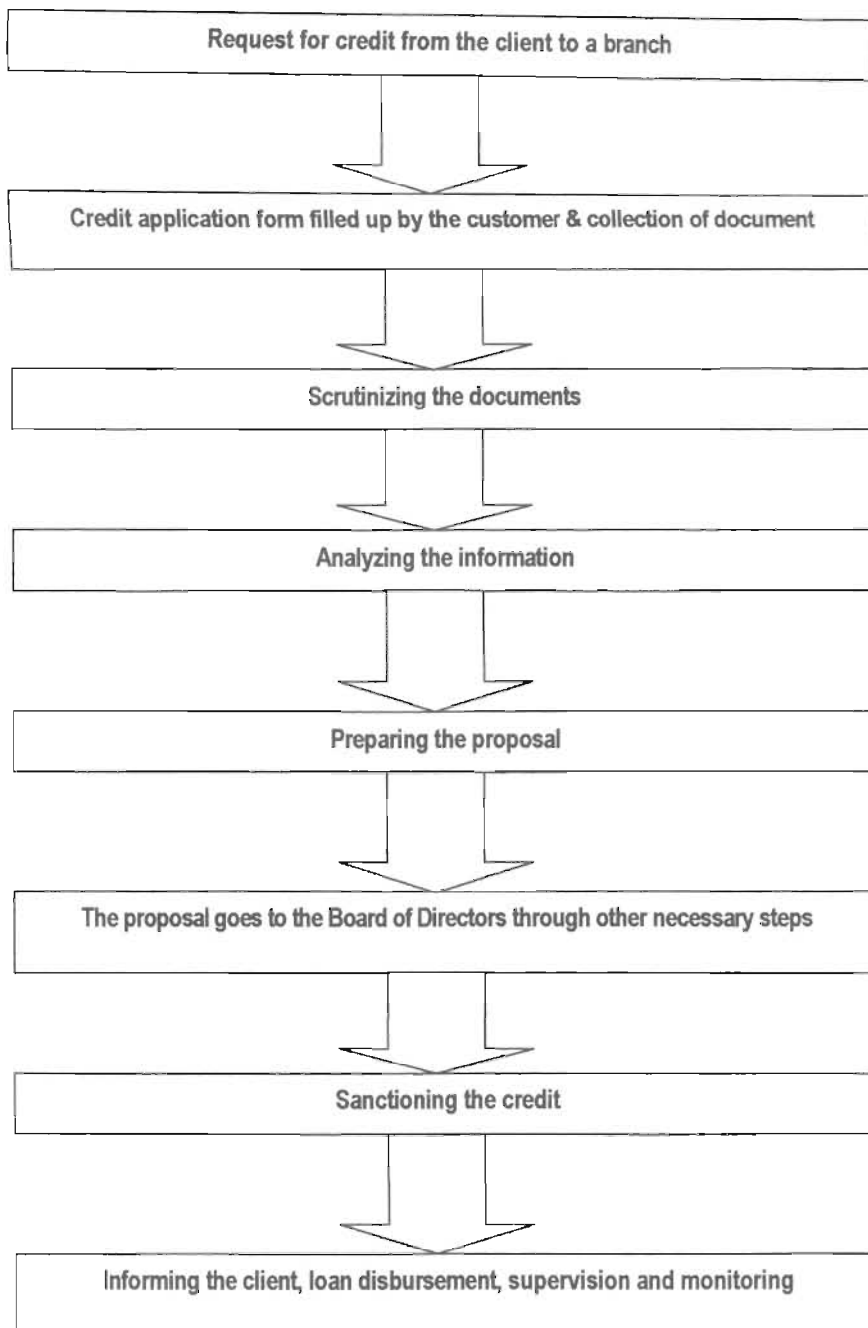 Request for credit from the client to a branch
Credit application form filled up by the customer & collection of document
Scrutinizing the documents
Analyzing the information
Preparing the proposal
The proposal goes to the Board of Directors through other necessary steps
Sanctioning the credit
Informing the client, loan disbursement, supervision and monitoring